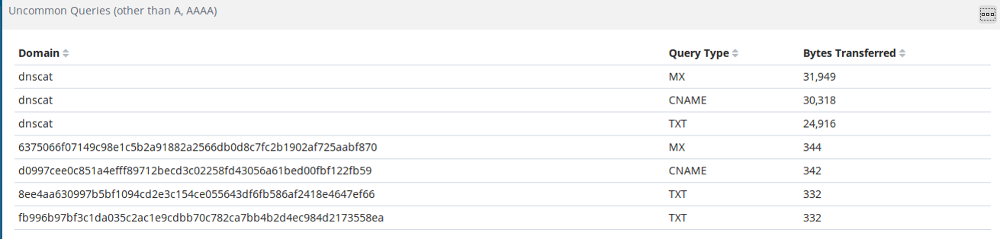 Uncommon Queries (other than A, AAAA)
Domain Query Type Bytes Transferred
dnscat MX 31,949
dnscat CNAME 30,318
dnscat TXT 24,916
6375066f07149c98e1c5b2a91882a2566db0d8c7fc2b1902af725aabf870 MX 344
d0997cee0c851a4efff89712becd3c02258fd43056a61bed00fbf122fb59 CNAME 342
8ee4aa630997b5bf1094cd2e3c154ce055643df6fb586af2418e4647ef66 TXT 332
fb996b97bf3c1da035c2ac1e9cdbb70c782ca7bb4b2d4ec984d2173558ea TXT 332